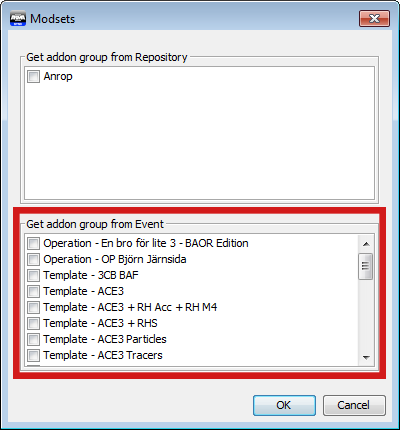 Modsets
Get addon group from Repository
Anrop
Get addon group from Event
Operation - En bro för lite 3 - BAOR Edition
Operation - OP Björn Järnsida
Template - 3CB BAF
Template - ACE3
Template - ACE3 + RH Acc + RH M4
Template - ACE3 + RHS
Template - ACE3 Particles
Template - ACE3 Tracers
OK Cancel